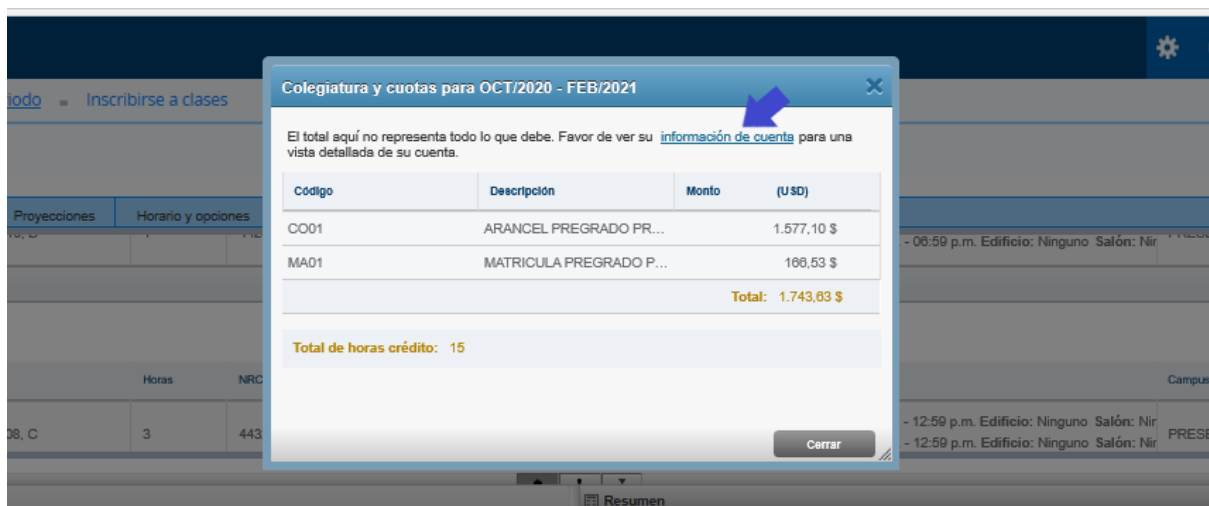 Colegiatura y cuotas para OCT/2020 - FEB/2021
iodo Inscribirse a clases
El total aquí no representa todo lo que debe. Favor de ver su información de cuenta para una
vista detallada de su cuenta.
Código Descripción Monto (USD)
Proyecciones Horario y opciones
CO01 ARANCEL PREGRADO PR... 1.577,10 $
- 06:59 p.m. Edificio: Ninguno Salón: Nin
MA01 MATRICULA PREGRADO P... 166,53 $
Total: 1.743,63 $
Total de horas crédito: 15
Horas NRC Campus
- 12:59 p.m. Edificio: Ninguno Salón: Nin
08, C 3 443 PRESE
- 12:59 p.m. Edificio: Ninguno Salón: Nin
Cerrar
Resumen